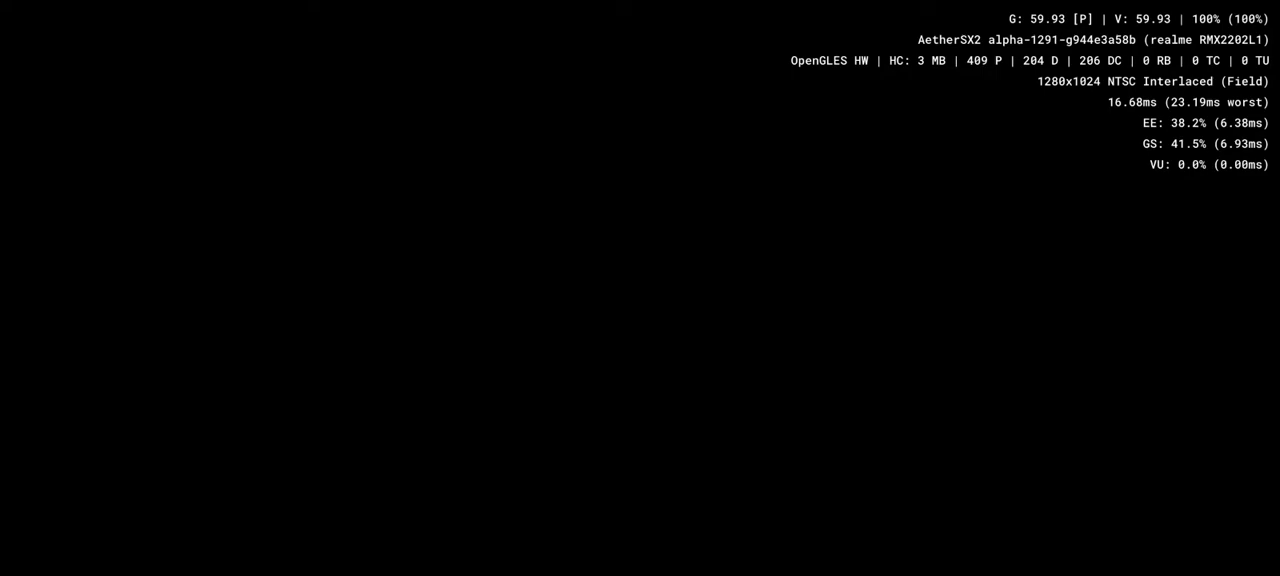 G: 59.93 [P] | V: 59.93 | 100% (100%)
AetherSX2 alpha-1291-g944e3a58b (realme RMX2202L1)
OpenGLES HW | HC: 3 MB | 409 P | 204 D | 206 DC | 0 RB | 0 TC | 0 TU
1280x1024 NTSC Interlaced (Field)
16.68ms (23.19ms worst)
EE: 38.2% (6.38ms)
GS: 41.5% (6.93ms)
VU: 0.0% (0.00ms)